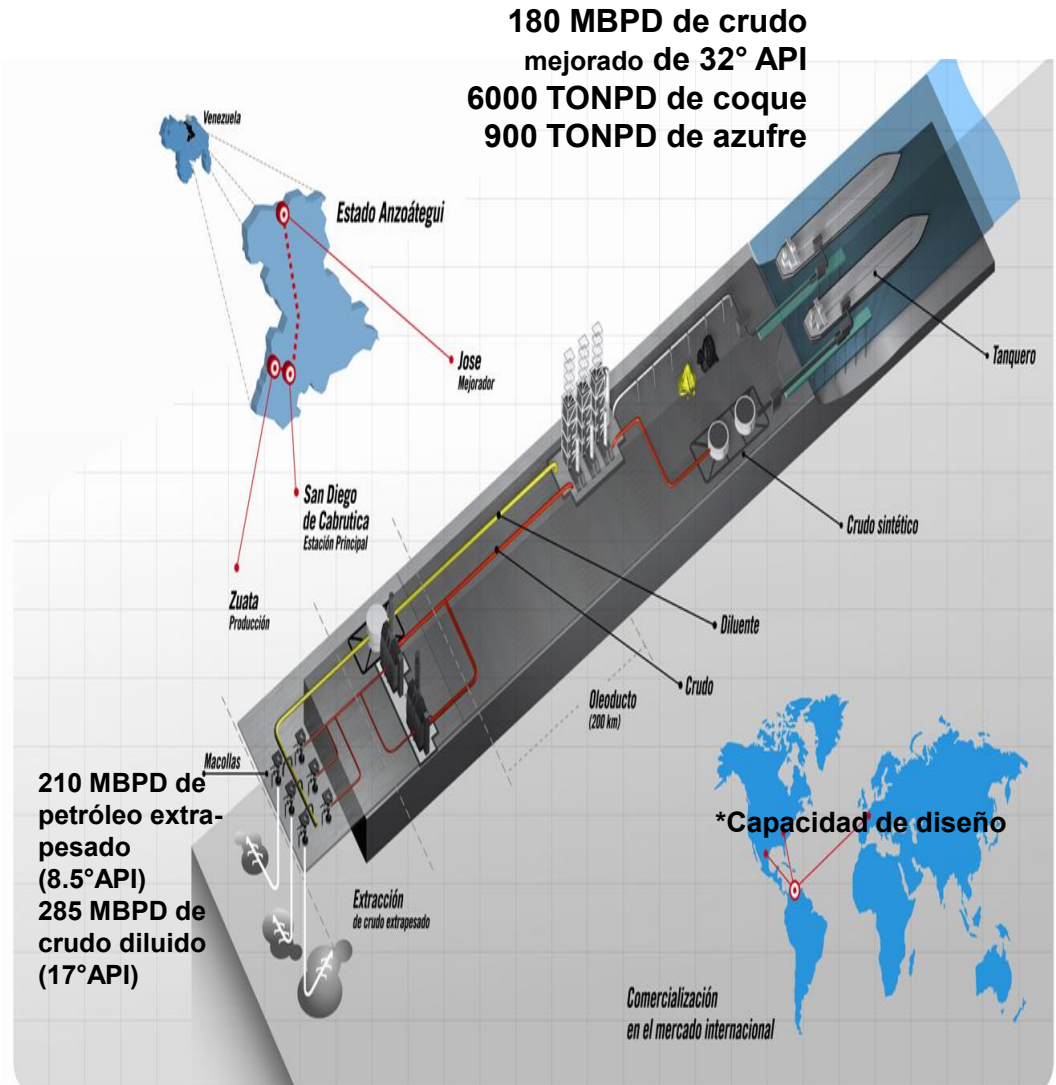 180 MBPD de crudo
mejorado de 32° API
6000 TONPD de coque
900 TONPD de azufre
Venezuela
Estado Anzoátegui
Jose
Mejorador
Tanquero
San Diego
de Cabrutica
Estación Principal
Crudo sintético
Zuata
Producción
Diluente
Crudo
Oleoducto
(200 km)
Macollas
210 MBPD de
petróleo extra-
pesado
(8.5°API)
285 MBPD de
crudo diluido
(17°API)
*Capacidad de diseño
Extracción
de crudo extrapesado
Comercialización
en el mercado internacional